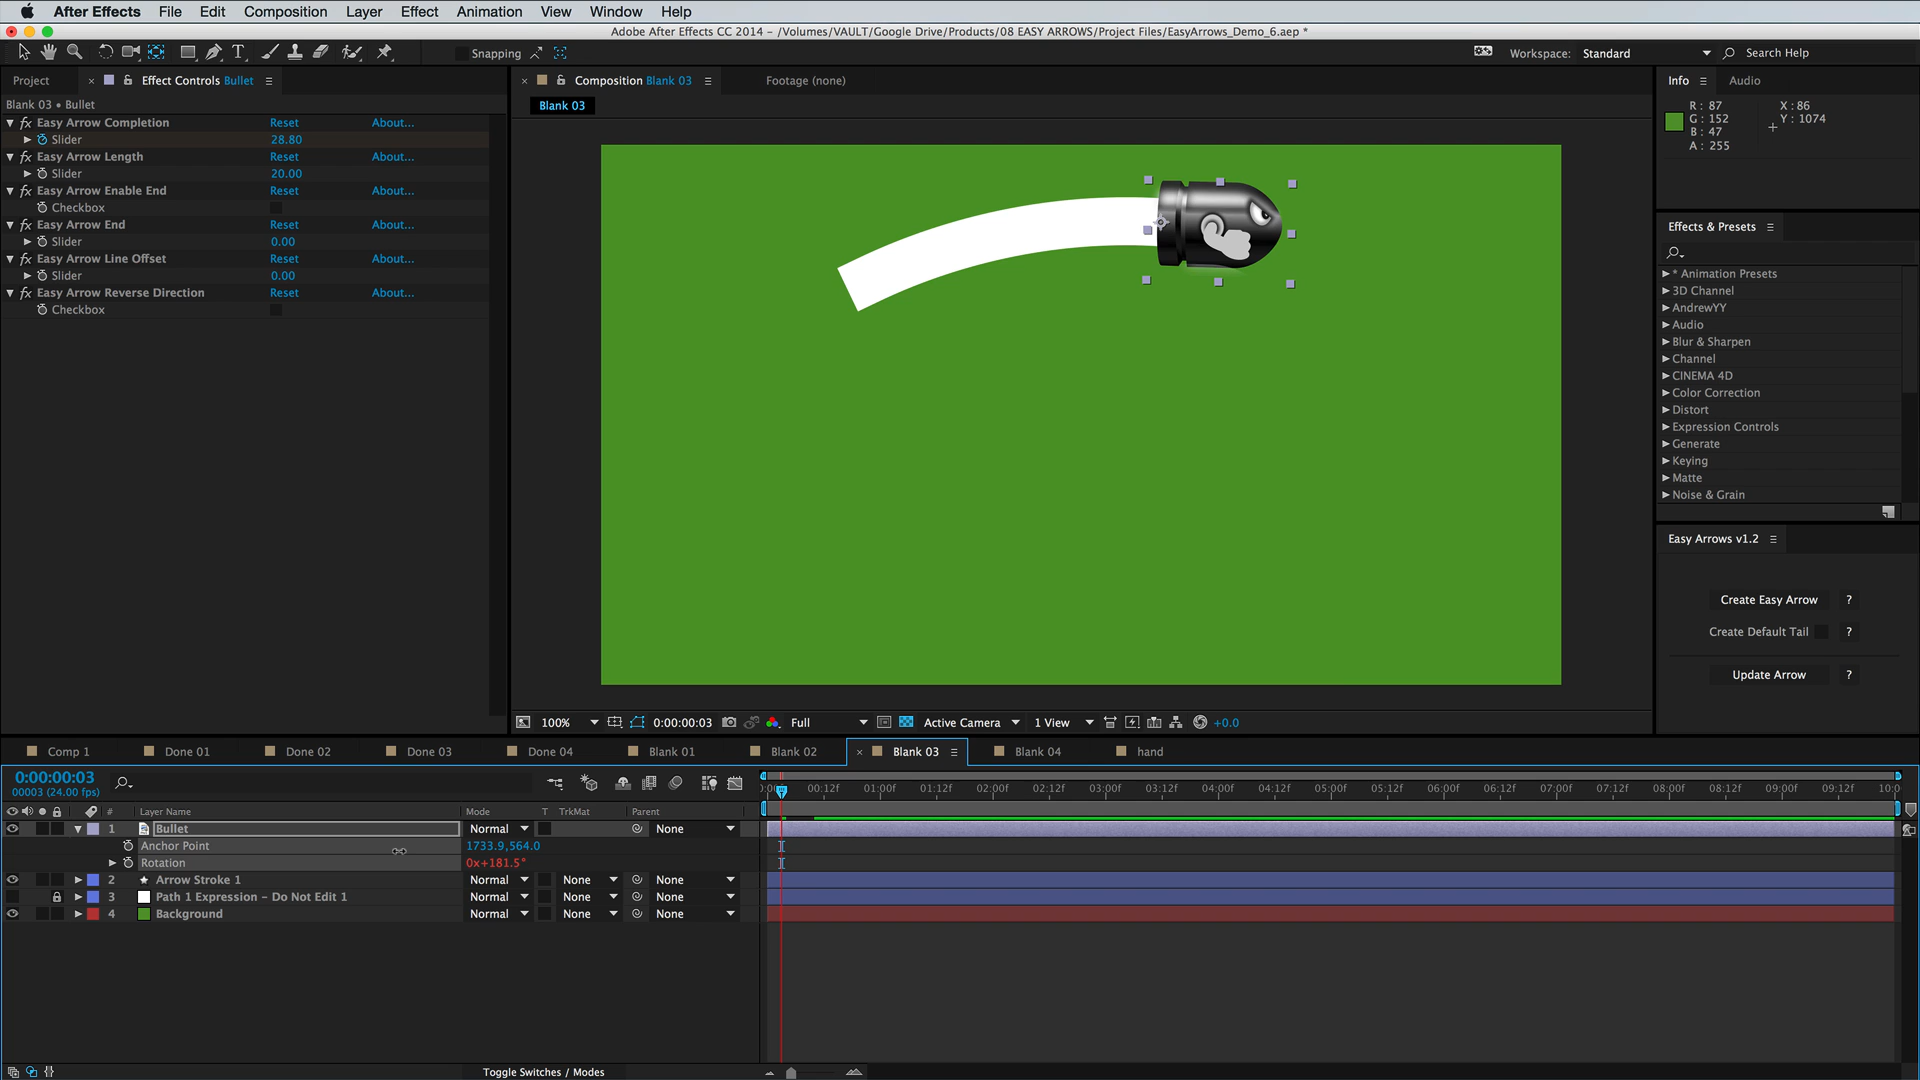 After Effects File Edit Composition Layer Effect Animation View Window Help
Adobe After Effects CC 2014 - /Volumes/VAULT/Google Drive/Products/08 EASY ARROWS/Project Files/EasyArrows_Demo_6.aep *
T Snapping Workspace: Standard Search Help
Project × Effect Controls Bullet
Blank 03 • Bullet
fx Easy Arrow Completion Reset About...
Slider 28.80
fx Easy Arrow Length Reset About...
Slider 20.00
fx Easy Arrow Enable End Reset About...
Checkbox
fx Easy Arrow End Reset About...
Slider 0.00
fx Easy Arrow Line Offset Reset About...
Slider 0.00
fx Easy Arrow Reverse Direction Reset About...
Checkbox
× Composition Blank 03 Footage (none)
Blank 03
100% 0:00:00:03 Full Active Camera 1 View +0.0
Info Audio
R: 87 X: 86
G: 152 Y: 1074
B: 47
A: 255
Effects & Presets
* Animation Presets
3D Channel
AndrewYY
Audio
Blur & Sharpen
Channel
CINEMA 4D
Color Correction
Distort
Expression Controls
Generate
Keying
Matte
Noise & Grain
Easy Arrows v1.2
Create Easy Arrow ?
Create Default Tail ?
Update Arrow ?
Comp 1 Done 01 Done 02 Done 03 Done 04 Blank 01 Blank 02 × Blank 03 Blank 04 hand
0:00:00:03
00003 (24.00 fps)
00:12f 01:00f 01:12f 02:00f 02:12f 03:00f 03:12f 04:00f 04:12f 05:00f 05:12f 06:00f 06:12f 07:00f 07:12f 08:00f 08:12f 09:00f 09:12f 10:0
# Layer Name Mode T TrkMat Parent
1 Bullet Normal None
Anchor Point 1733.9,564.0
Rotation 0x+181.5°
2 Arrow Stroke 1 Normal None None
3 Path 1 Expression - Do Not Edit 1 Normal None None
4 Background Normal None None
Toggle Switches / Modes